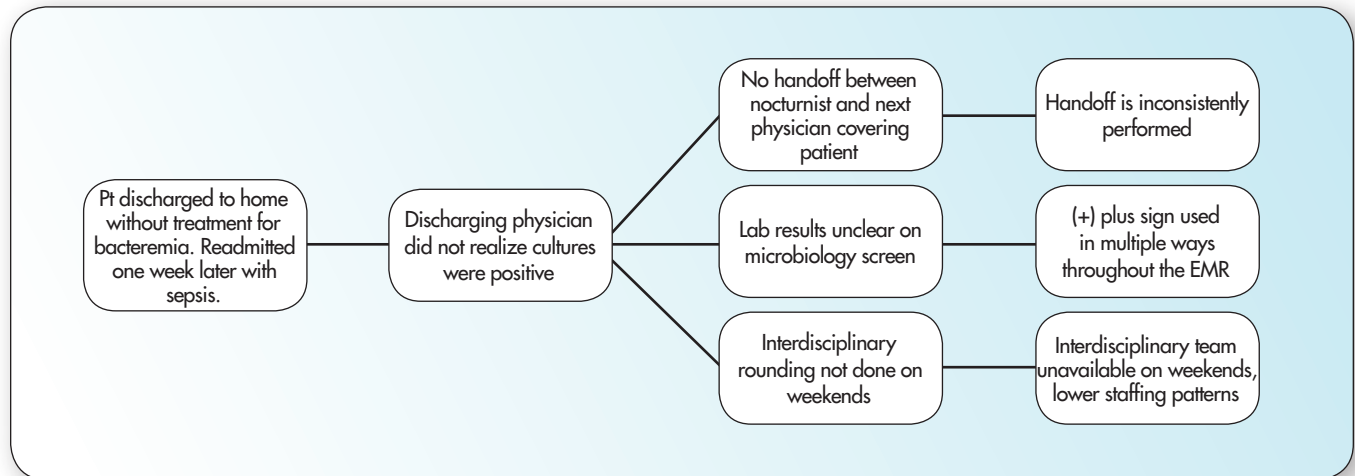 Pt discharged to home
without treatment for
bacteremia. Readmitted
one week later with
sepsis.
Discharging physician
did not realize cultures
were positive
No handoff between
nocturnist and next
physician covering
patient
Handoff is inconsistently
performed
Lab results unclear on
microbiology screen
(+) plus sign used
in multiple ways
throughout the EMR
Interdisciplinary
rounding not done on
weekends
Interdisciplinary team
unavailable on weekends,
lower staffing patterns